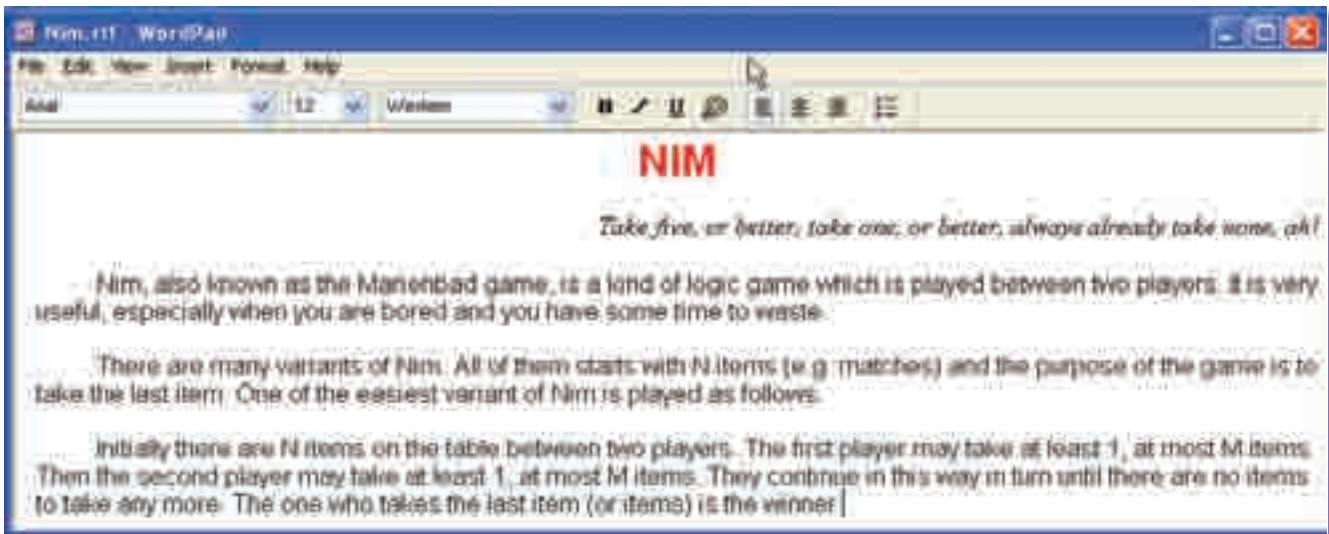 Nim.rtf - WordPad
File Edit View Insert Format Help
Arial 12 Western B U
NIM
Take five, or better, take one, or better, always already take none, ah!
Nim, also known as the Marienbad game, is a kind of logic game which is played between two players. It is very
useful, especially when you are bored and you have some time to waste.
There are many variants of Nim. All of them starts with N items (e.g. matches) and the purpose of the game is to
take the last item. One of the easiest variant of Nim is played as follows.
Initially there are N items on the table between two players. The first player may take at least 1, at most M items.
Then the second player may take at least 1, at most M items. They continue in this way in turn until there are no items
to take any more. The one who takes the last item (or items) is the winner.